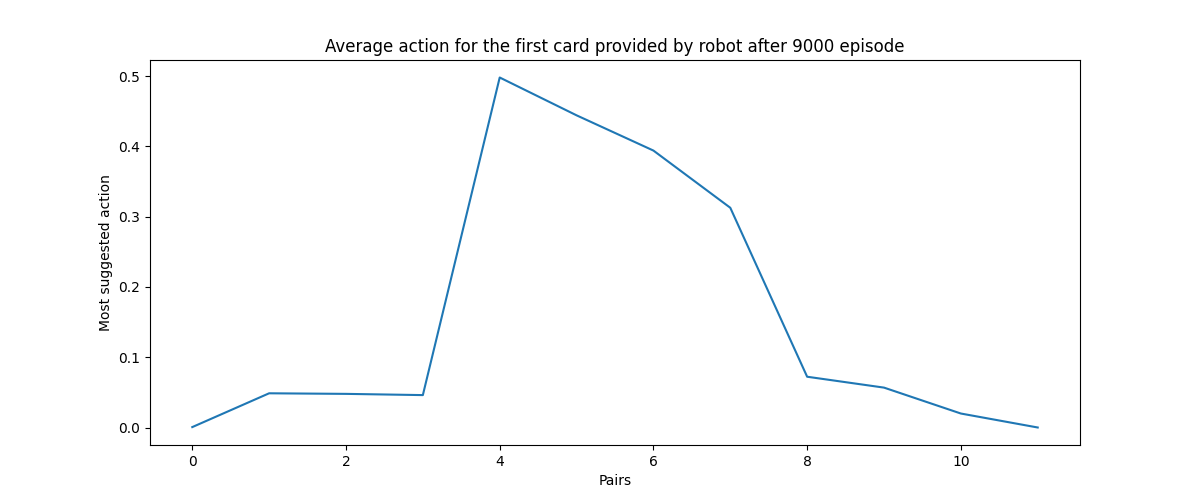 Average action for the first card provided by robot after 9000 episode
0.5
0.4
0.3
0.2
0.1
0.0
Most suggested action
0 2 4 6 8 10
Pairs